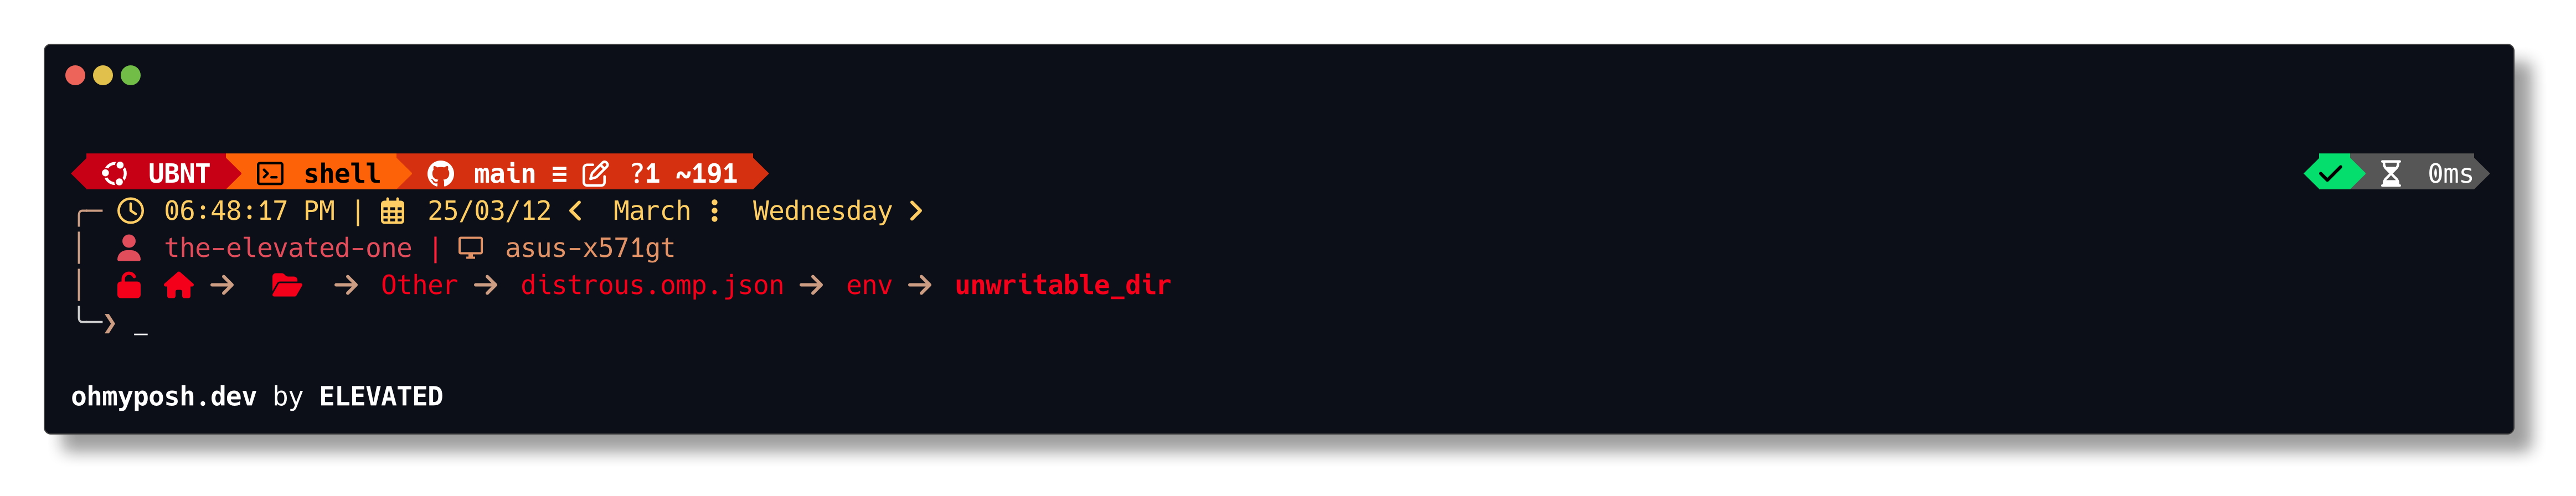 UBNT shell main ≡ ?1 ~191 0ms
06:48:17 PM | 25/03/12 < March ⋮ Wednesday >
the-elevated-one | asus-x571gt
→ → Other → distrous.omp.json → env → unwritable_dir
❯ _
ohmyposh.dev by ELEVATED